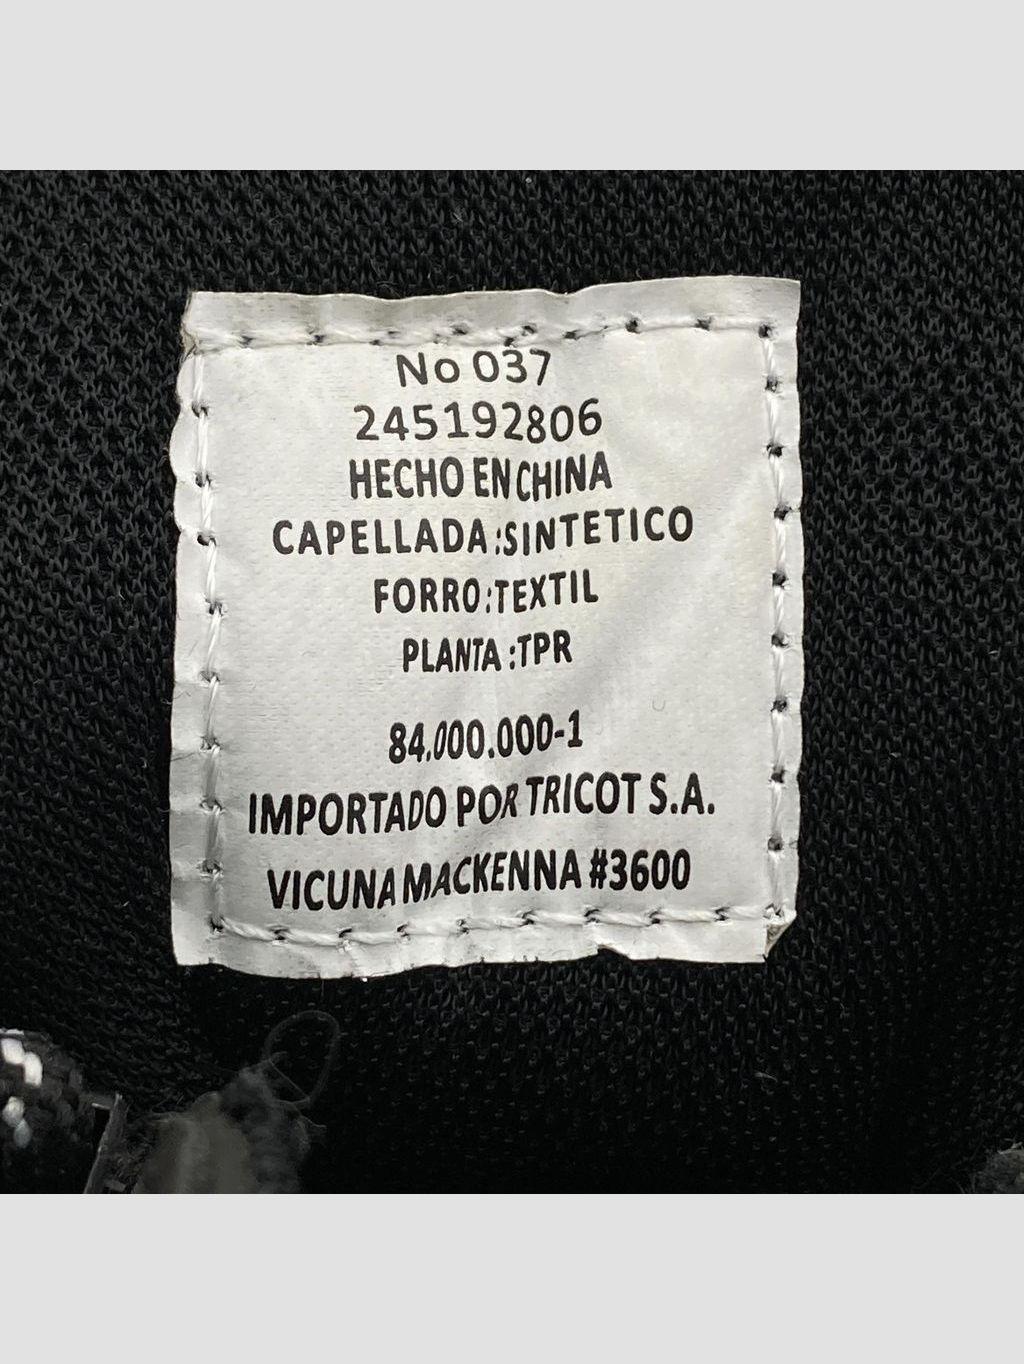 No 037
245192806
HECHO EN CHINA
CAPELLADA:SINTETICO
FORRO:TEXTIL
PLANTA:TPR
84.000.000-1
IMPORTADO POR TRICOT S.A.
VICUNA MACKENNA #3600